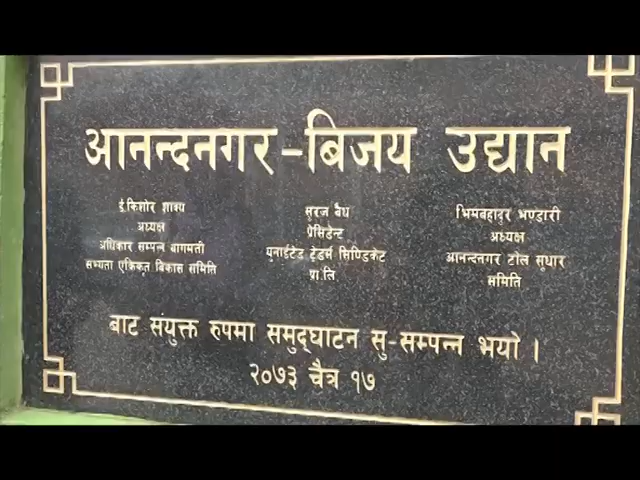 आनन्दनगर-बिजय उद्यान
ई.किशोर शाक्य
अध्यक्ष
अधिकार सम्पन्न बागमती
सभ्यता एकिकृत बिकास समिति
सुरज बैध
प्रेसिडेन्ट
युनाईटेड ट्रेडर्स सिण्डिकेट
प्रा.लि
भिमबहादुर भण्डारी
अध्यक्ष
आनन्दनगर टोल सुधार
समिति
बाट संयुक्त रुपमा समुद्घाटन सु-सम्पन्न भयो ।
२०७३ चैत्र १७